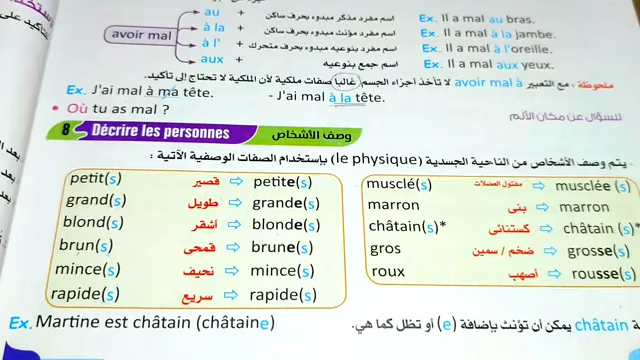 avoir mal
au + اسم مفرد مذكر مبدوء بحرف ساكن Ex. Il a mal au bras.
à la + اسم مفرد مؤنث مبدوء بحرف ساكن Ex. Il a mal à la jambe.
à l' + اسم مفرد بنوعيه مبدوء بحرف متحرك Ex. Il a mal à l'oreille.
aux + اسم جمع بنوعيه Ex. Il a mal aux yeux.
ملحوظة : مع التعبير avoir mal à لا تأخذ أجزاء الجسم غالبا صفات ملكية لأن الملكية لا تحتاج إلى تأكيد.
Ex. J'ai mal à ma tête. - J'ai mal à la tête.
• Où tu as mal ? للسؤال عن مكان الألم
8 Décrire les personnes وصف الأشخاص
- يتم وصف الأشخاص من الناحية الجسدية (le physique) بإستخدام الصفات الوصفية الآتية :
petit(s) قصير ⇨ petite(s)
grand(s) طويل ⇨ grande(s)
blond(s) أشقر ⇨ blonde(s)
brun(s) قمحى ⇨ brune(s)
mince(s) نحيف ⇨ mince(s)
rapide(s) سريع ⇨ rapide(s)
musclé(s) مفتول العضلات ⇨ musclée (s)
marron بنى ⇨ marron
châtain(s)* كستنائى ⇨ châtain (s)*
gros ضخم / سمين ⇨ grosse(s)
roux أصهب ⇨ rousse(s)
Ex. Martine est châtain (châtaine) châtain يمكن أن تؤنث بإضافة (e) أو تظل كما هي.